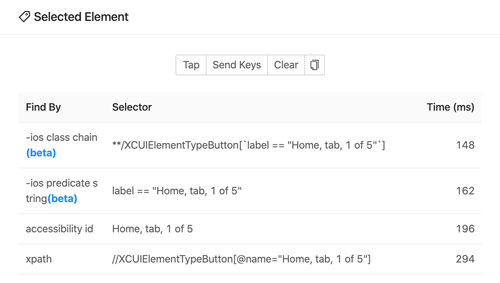 Selected Element
Tap Send Keys Clear
Find By Selector Time (ms)
-ios class chain
(beta) **/XCUIElementTypeButton[`label == "Home, tab, 1 of 5"`] 148
-ios predicate s
tring(beta) label == "Home, tab, 1 of 5" 162
accessibility id Home, tab, 1 of 5 196
xpath //XCUIElementTypeButton[@name="Home, tab, 1 of 5"] 294